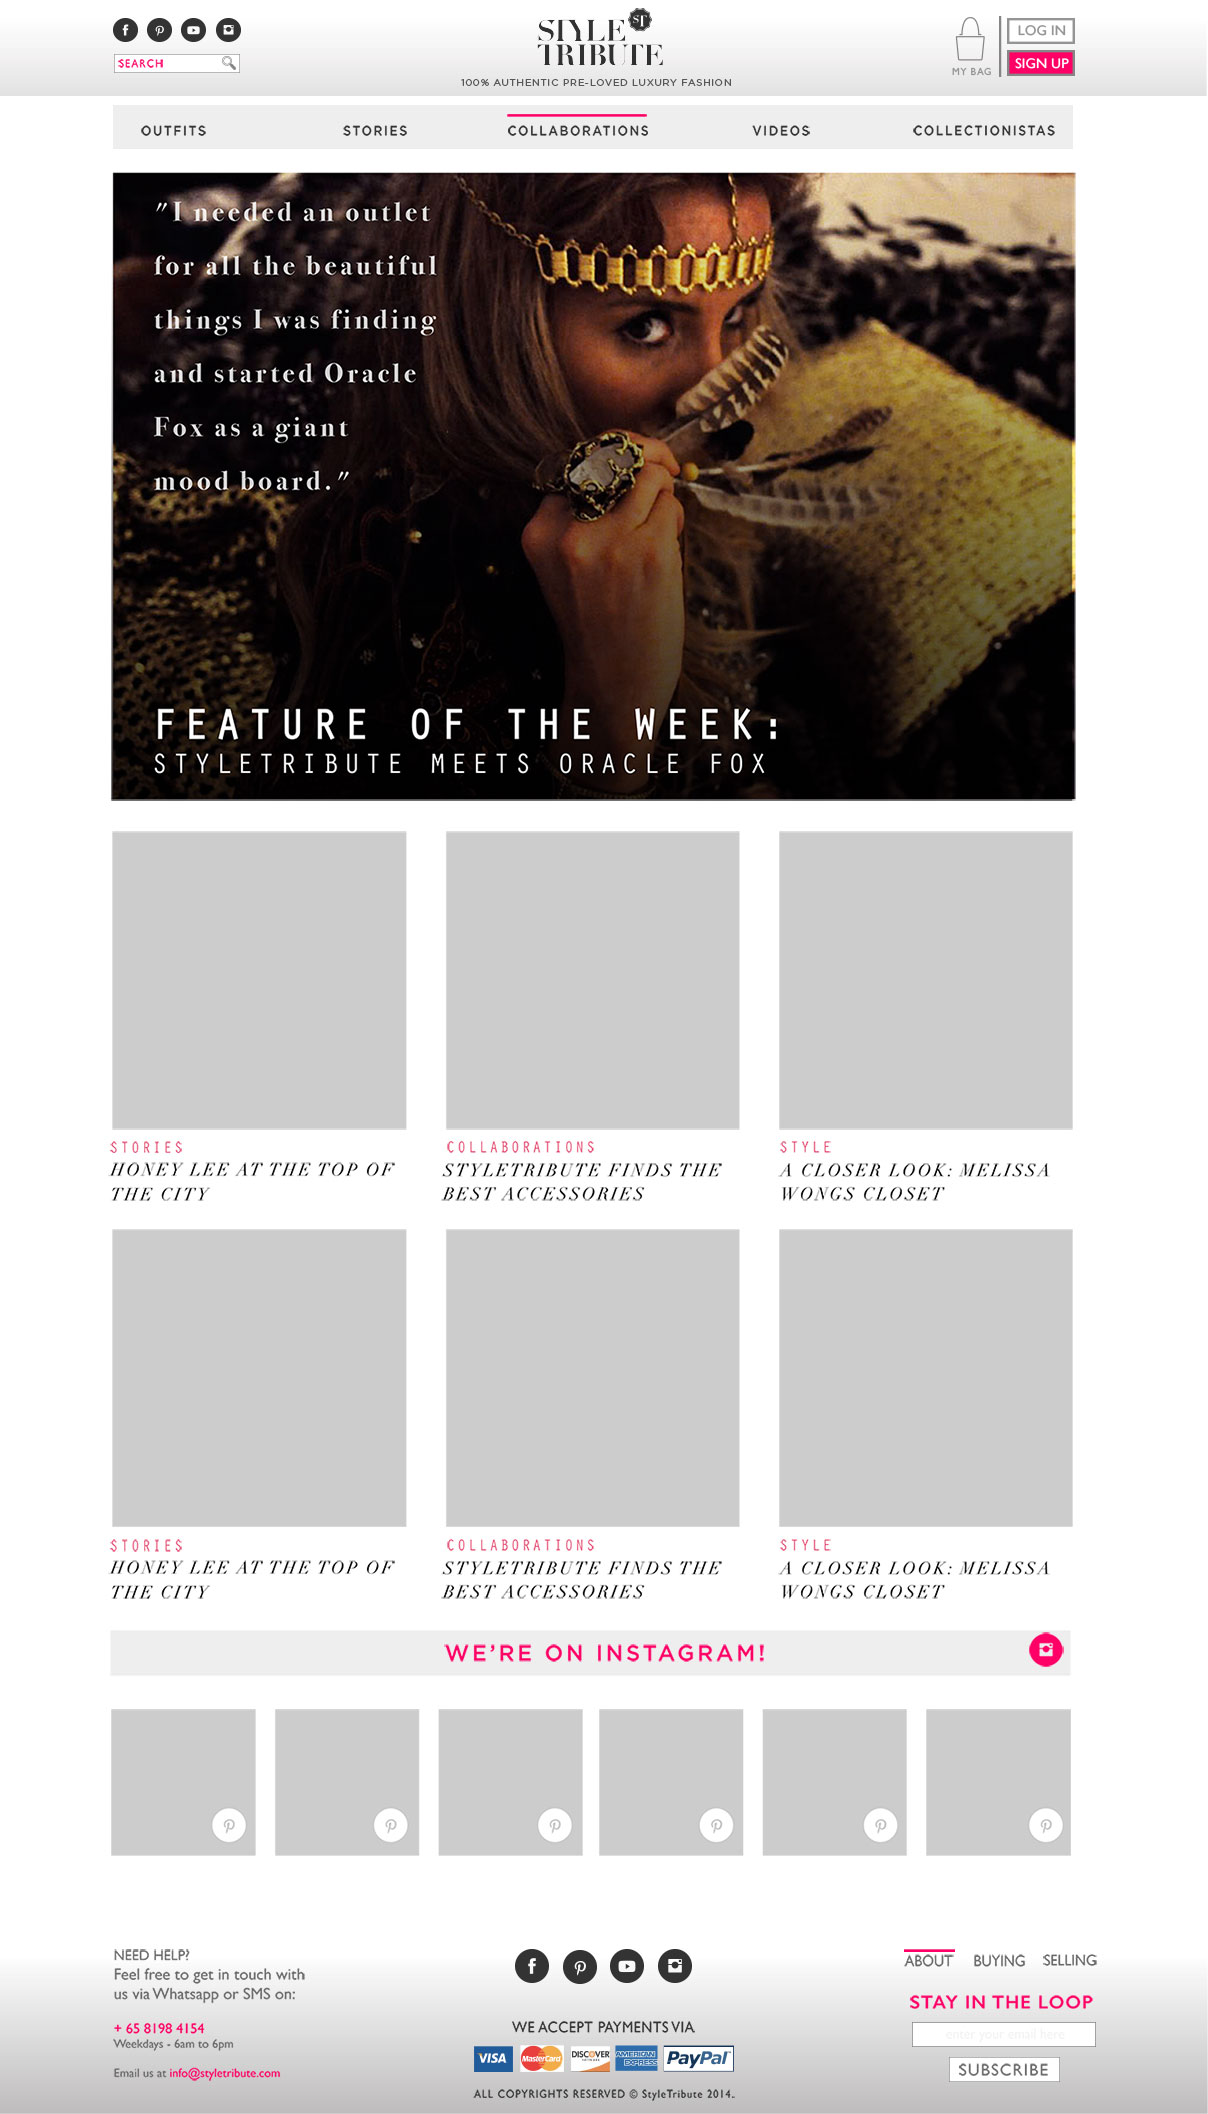 SEARCH
STYLE ST
TRIBUTE
100% AUTHENTIC PRE-LOVED LUXURY FASHION
MY BAG
LOG IN
SIGN UP
OUTFITS STORIES COLLABORATIONS VIDEOS COLLECTIONISTAS
"I needed an outlet
for all the beautiful
things I was finding
and started Oracle
Fox as a giant
mood board."
FEATURE OF THE WEEK:
STYLETRIBUTE MEETS ORACLE FOX
STORIES
HONEY LEE AT THE TOP OF
THE CITY
COLLABORATIONS
STYLETRIBUTE FINDS THE
BEST ACCESSORIES
STYLE
A CLOSER LOOK: MELISSA
WONGS CLOSET
STORIES
HONEY LEE AT THE TOP OF
THE CITY
COLLABORATIONS
STYLETRIBUTE FINDS THE
BEST ACCESSORIES
STYLE
A CLOSER LOOK: MELISSA
WONGS CLOSET
WE'RE ON INSTAGRAM!
NEED HELP?
Feel free to get in touch with
us via Whatsapp or SMS on:
+ 65 8198 4154
Weekdays - 6am to 6pm
Email us at info@styletribute.com
WE ACCEPT PAYMENTS VIA
VISA MasterCard DISCOVER AMERICAN EXPRESS PayPal
ALL COPYRIGHTS RESERVED © StyleTribute 2014.
ABOUT BUYING SELLING
STAY IN THE LOOP
enter your email here
SUBSCRIBE